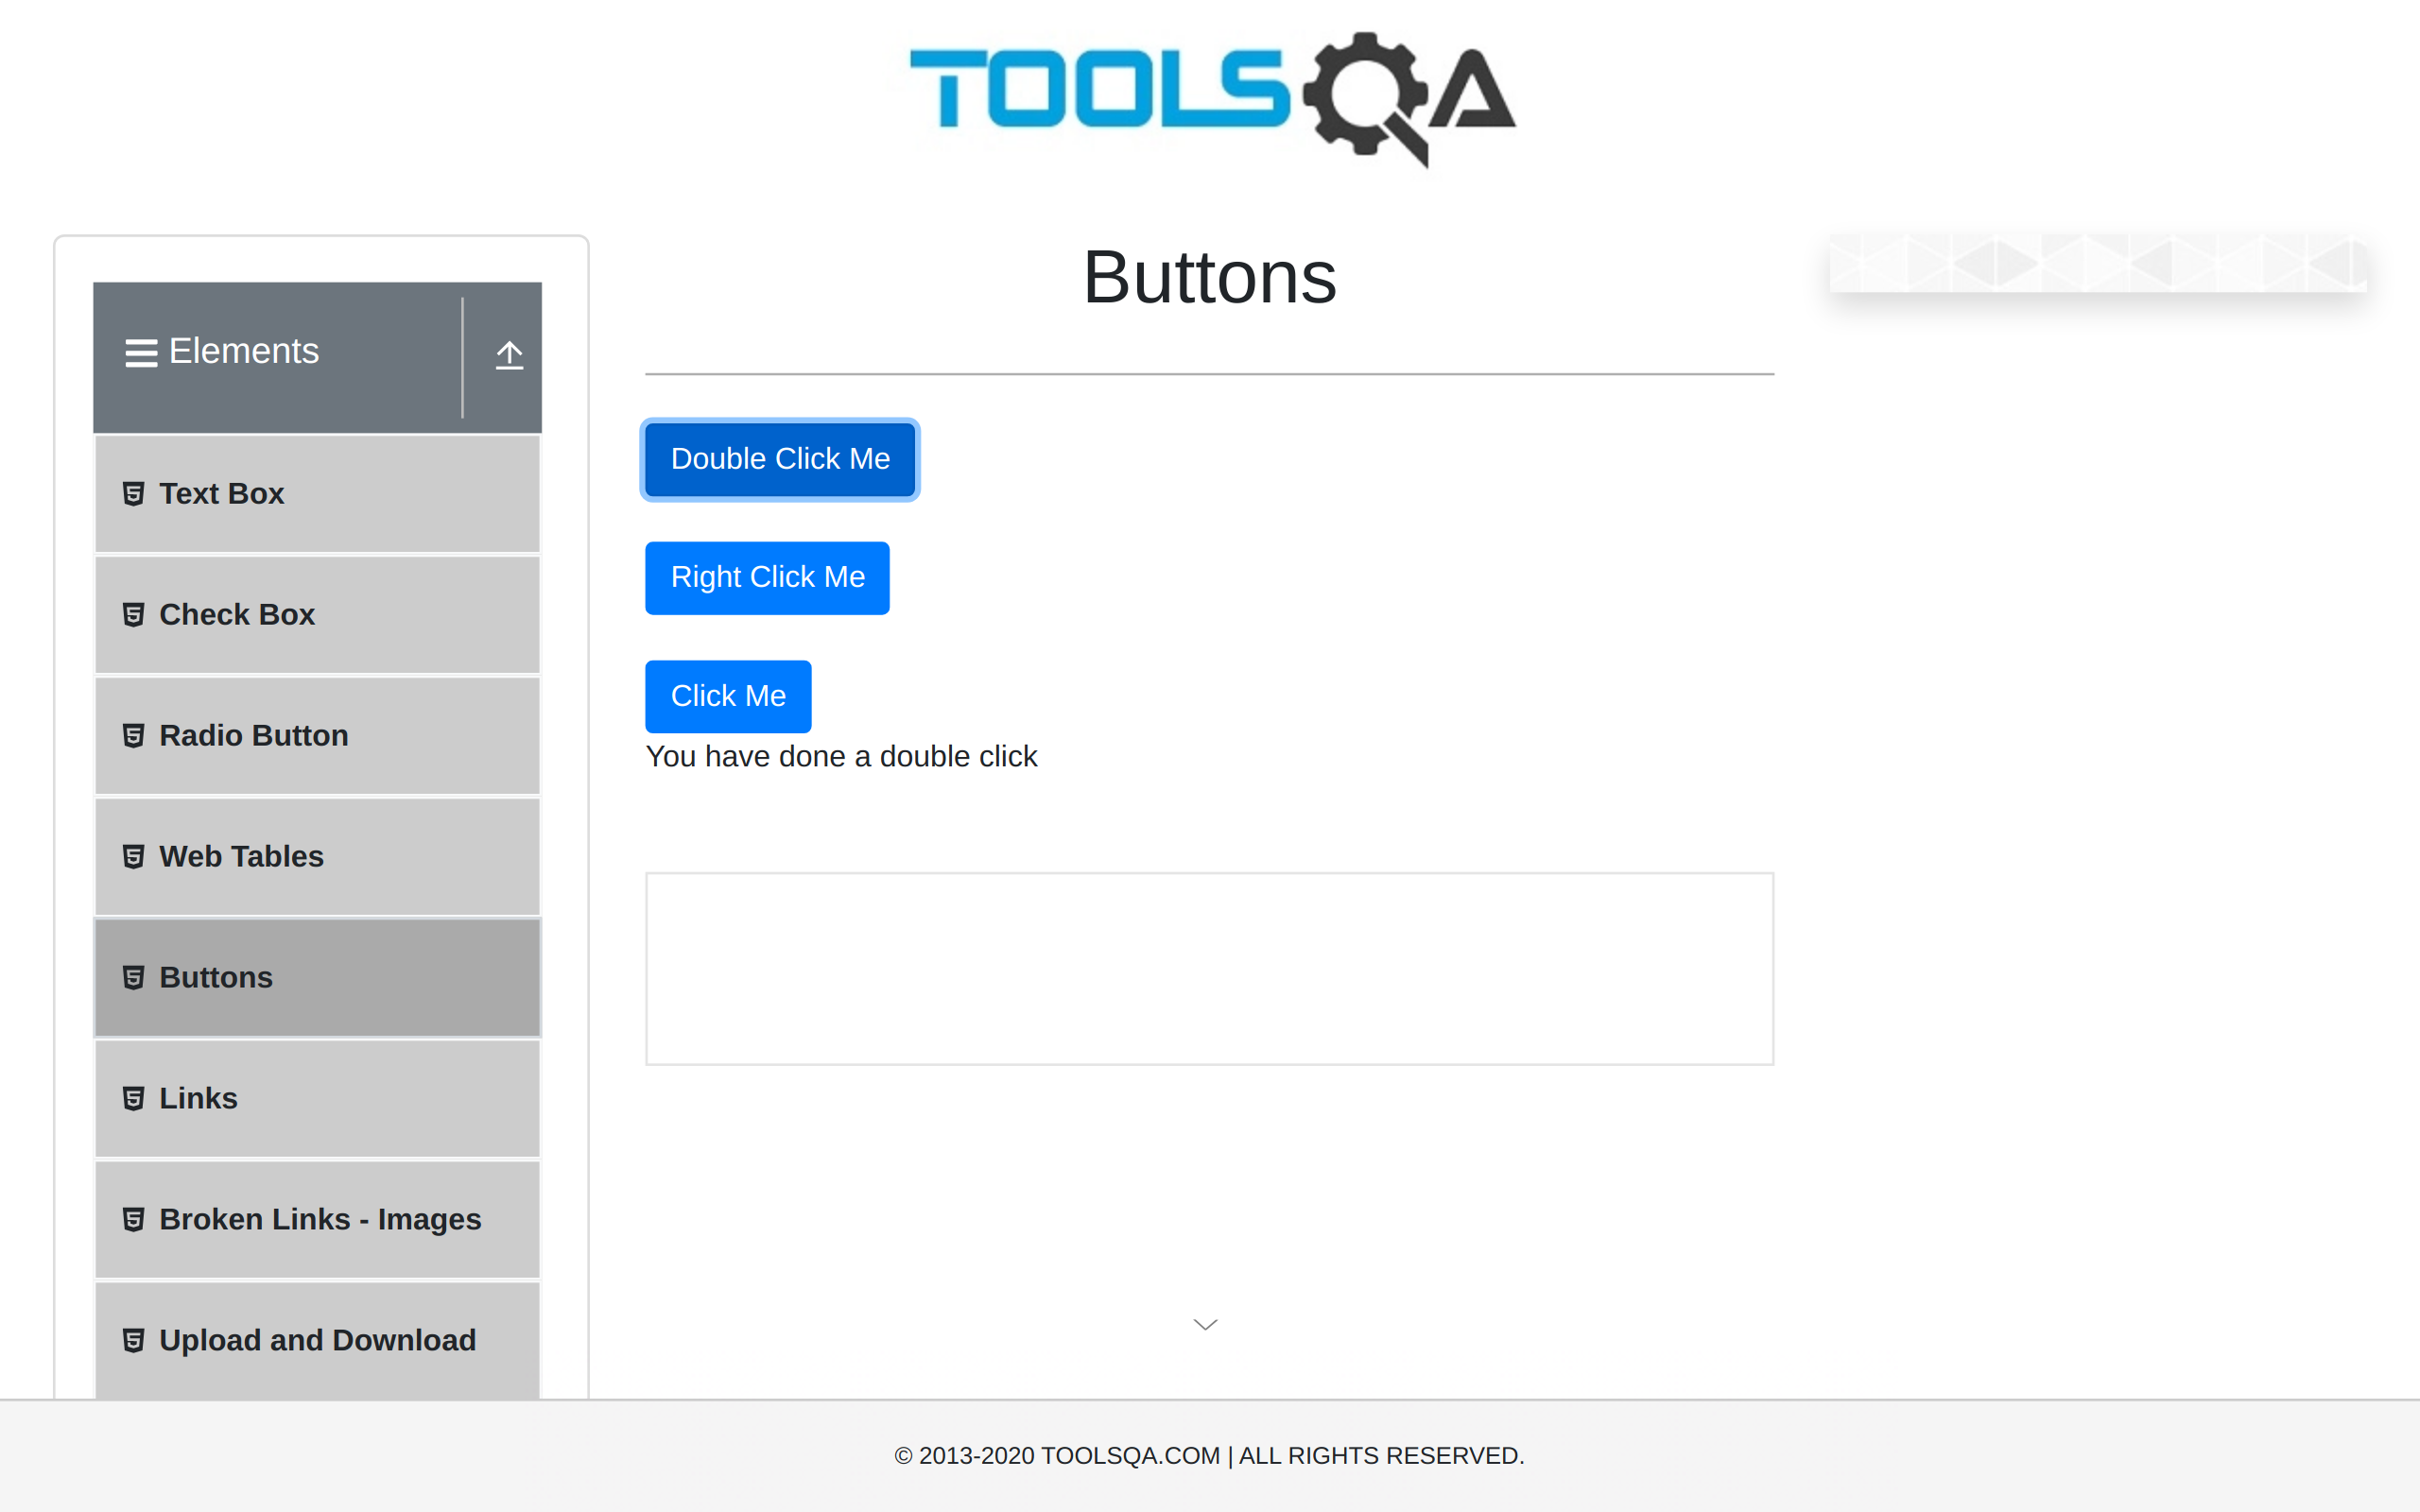 TOOLSQA
Buttons
Elements
Text Box
Check Box
Radio Button
Web Tables
Buttons
Links
Broken Links - Images
Upload and Download
Double Click Me
Right Click Me
Click Me
You have done a double click
© 2013-2020 TOOLSQA.COM | ALL RIGHTS RESERVED.